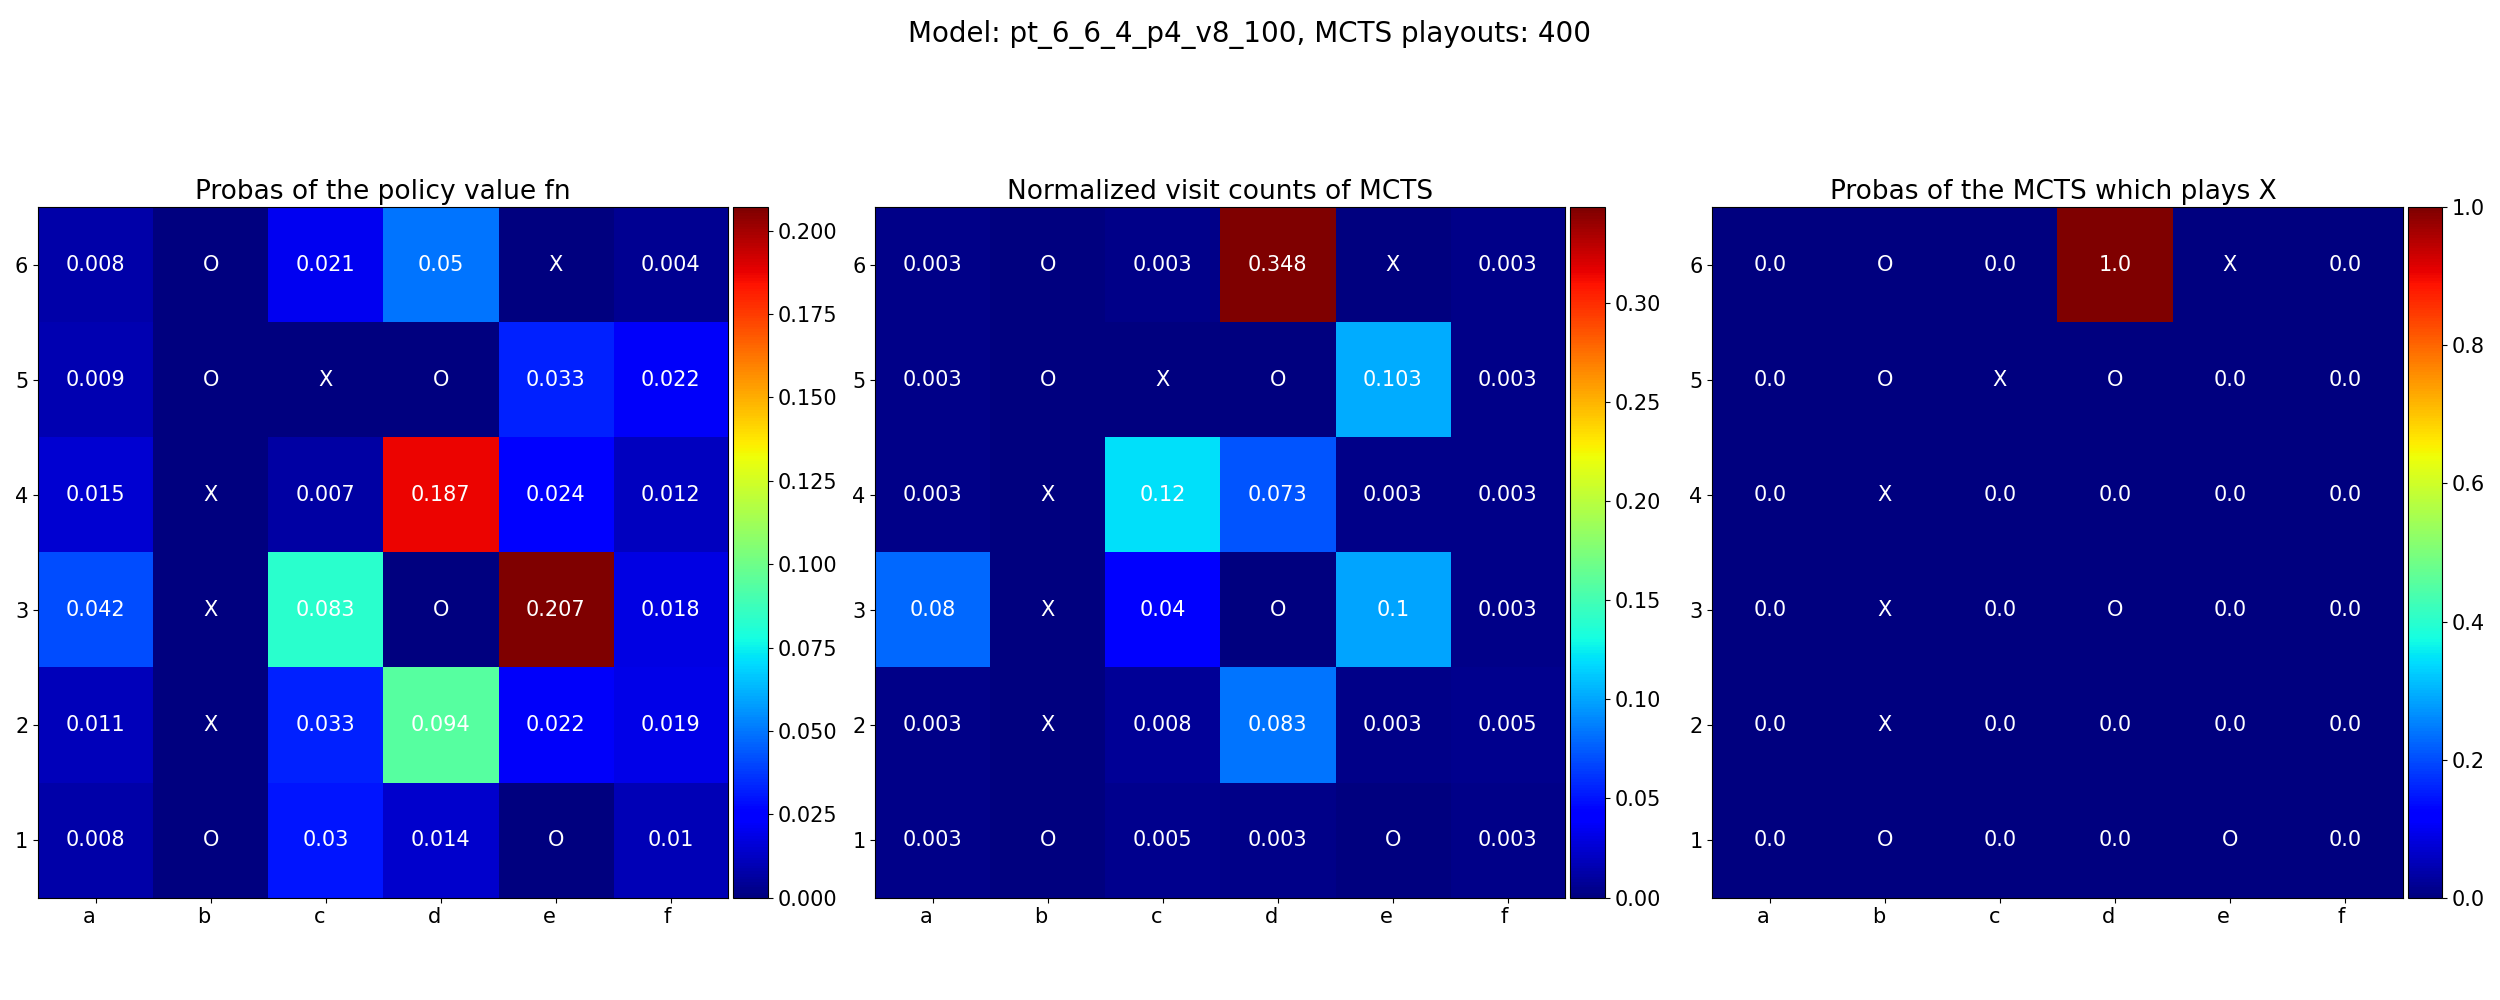 Model: pt_6_6_4_p4_v8_100, MCTS playouts: 400
Probas of the policy value fn
6 0.008 O 0.021 0.05 X 0.004
5 0.009 O X O 0.033 0.022
4 0.015 X 0.007 0.187 0.024 0.012
3 0.042 X 0.083 O 0.207 0.018
2 0.011 X 0.033 0.094 0.022 0.019
1 0.008 O 0.03 0.014 O 0.01
a b c d e f
0.200
0.175
0.150
0.125
0.100
0.075
0.050
0.025
0.000
Normalized visit counts of MCTS
6 0.003 O 0.003 0.348 X 0.003
5 0.003 O X O 0.103 0.003
4 0.003 X 0.12 0.073 0.003 0.003
3 0.08 X 0.04 O 0.1 0.003
2 0.003 X 0.008 0.083 0.003 0.005
1 0.003 O 0.005 0.003 O 0.003
a b c d e f
0.30
0.25
0.20
0.15
0.10
0.05
0.00
Probas of the MCTS which plays X
6 0.0 O 0.0 1.0 X 0.0
5 0.0 O X O 0.0 0.0
4 0.0 X 0.0 0.0 0.0 0.0
3 0.0 X 0.0 O 0.0 0.0
2 0.0 X 0.0 0.0 0.0 0.0
1 0.0 O 0.0 0.0 O 0.0
a b c d e f
1.0
0.8
0.6
0.4
0.2
0.0